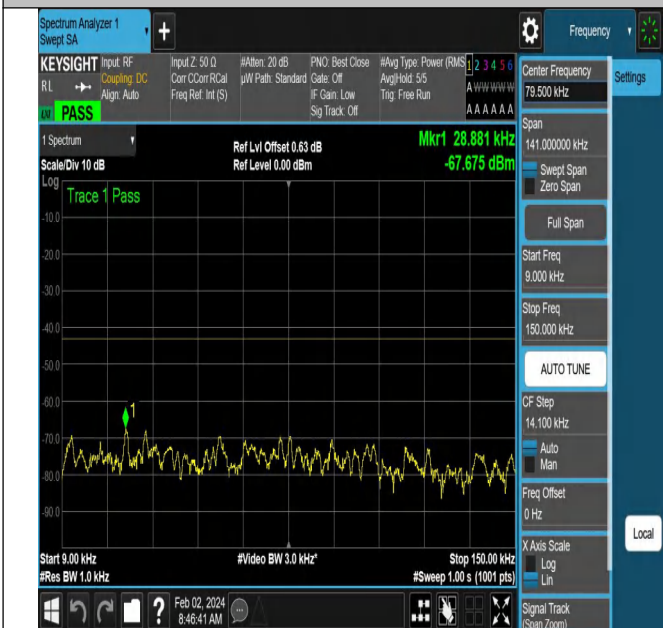 Spectrum Analyzer 1
Swept SA
+
Frequency
KEYSIGHT
RL
LIM PASS
Input: RF
Coupling: DC
Align: Auto
Input Z: 50 Ω
Corr CCorr RCal
Freq Ref: Int (S)
#Atten: 20 dB
µW Path: Standard
PNO: Best Close
Gate: Off
IF Gain: Low
Sig Track: Off
#Avg Type: Power (RMS
Avg|Hold: 5/5
Trig: Free Run
1 2 3 4 5 6
A W W W W W
A A A A A A
1 Spectrum
Scale/Div 10 dB
Ref Lvl Offset 0.63 dB
Ref Level 0.00 dBm
Mkr1 28.881 kHz
-67.675 dBm
Log
Trace 1 Pass
-10.0
-20.0
-30.0
-40.0
-50.0
-60.0
-70.0
-80.0
-90.0
1
Start 9.00 kHz
#Res BW 1.0 kHz
#Video BW 3.0 kHz*
Stop 150.00 kHz
#Sweep 1.00 s (1001 pts)
?
Feb 02, 2024
8:46:41 AM
Center Frequency
79.500 kHz
Span
141.000000 kHz
Swept Span
Zero Span
Full Span
Start Freq
9.000 kHz
Stop Freq
150.000 kHz
AUTO TUNE
CF Step
14.100 kHz
Auto
Man
Freq Offset
0 Hz
X Axis Scale
Log
Lin
Signal Track
(Span Zoom)
Settings
Local